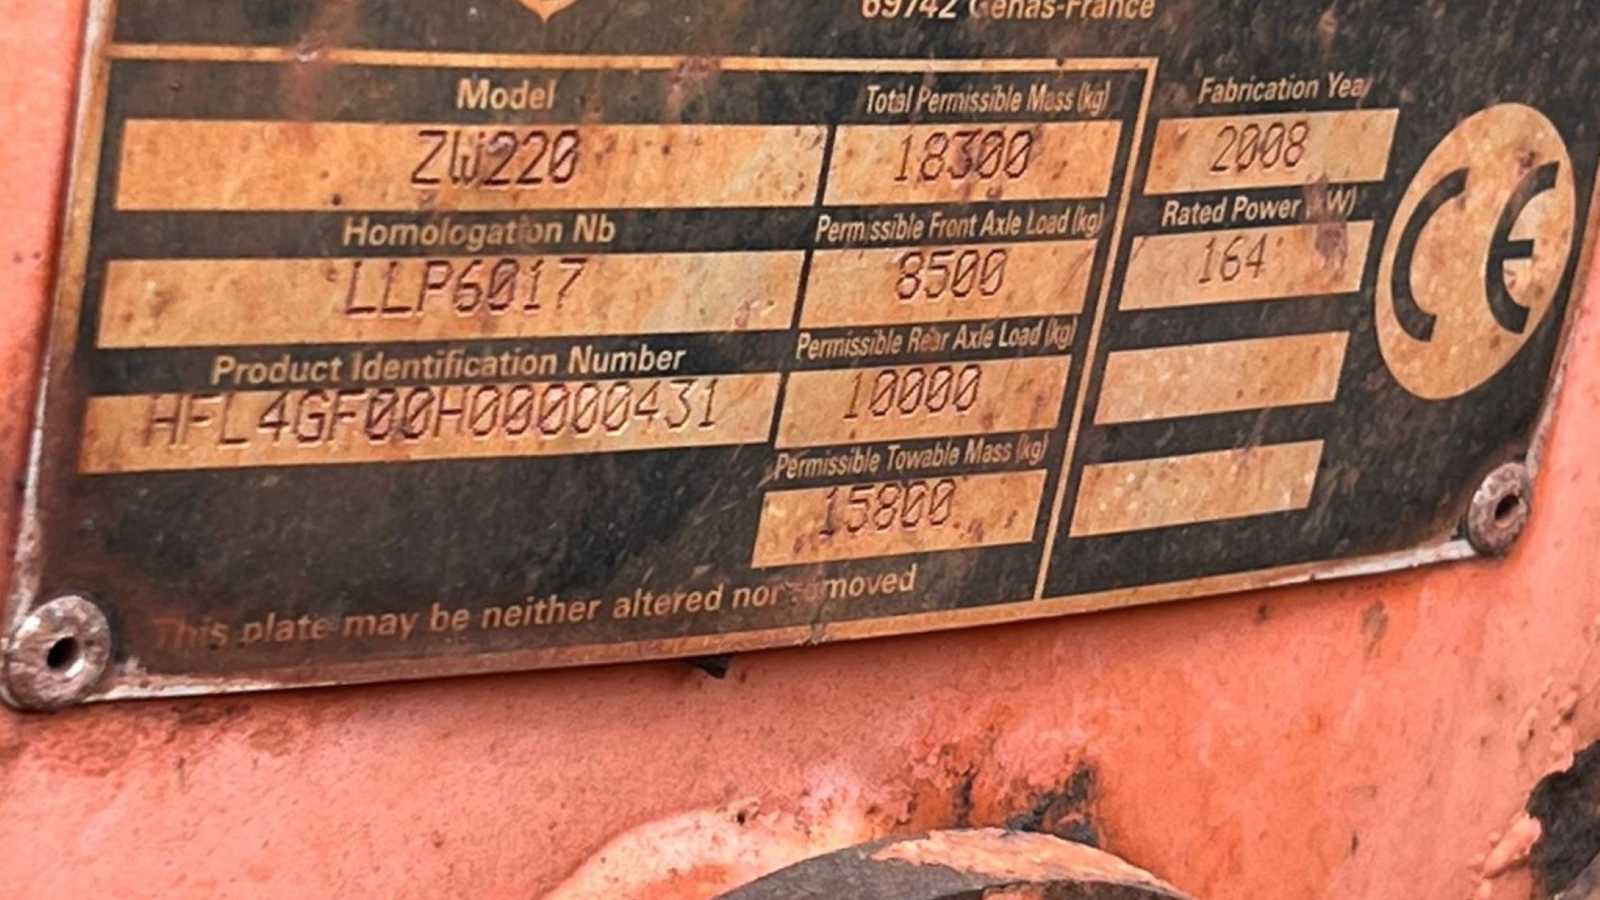 69742 Genas-France
Model
ZW220
Total Permissible Mass (kg)
18300
Fabrication Yea
2008
Homologation Nb
LLP6017
Permissible Front Axle Load (kg)
8500
Rated Power (kW)
164
Product Identification Number
HFL4GF00H00000431
Permissible Rear Axle Load (kg)
10000
Permissible Towable Mass (kg)
15800
This plate may be neither altered nor removed
CE